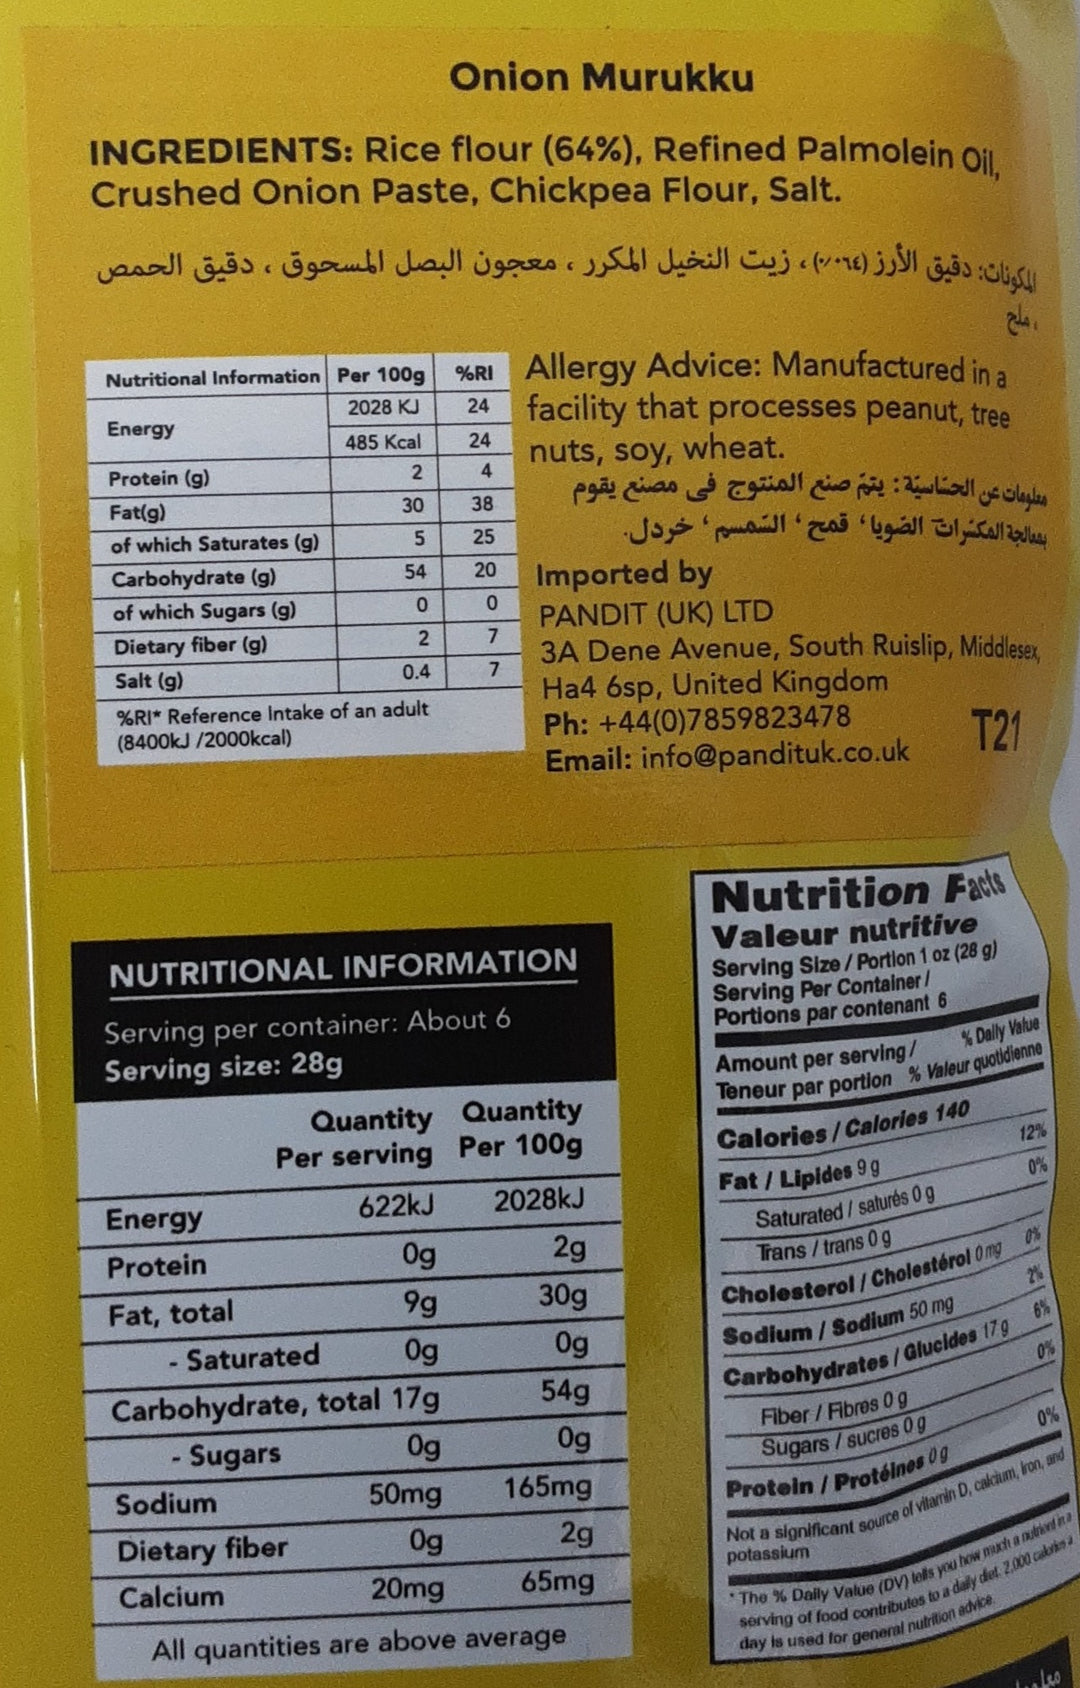 Onion Murukku
INGREDIENTS: Rice flour (64%), Refined Palmolein Oil,
Crushed Onion Paste, Chickpea Flour, Salt.
المكونات: دقيق الأرز (٠٦٤٪)، زيت النخيل المكرر ، معجون البصل المسحوق ، دقيق الحمص
، ملح
Nutritional Information Per 100g %RI
Energy 2028 KJ 24
485 Kcal 24
Protein (g) 2 4
Fat(g) 30 38
of which Saturates (g) 5 25
Carbohydrate (g) 54 20
of which Sugars (g) 0 0
Dietary fiber (g) 2 7
Salt (g) 0.4 7
%RI* Reference Intake of an adult
(8400kJ /2000kcal)
Allergy Advice: Manufactured in a
facility that processes peanut, tree
nuts, soy, wheat.
معلومات عن الحسّاسيّة: يتمّ صنع المنتوج في مصنع يقوم
بمعالجة المكسّرات الصّويا، قمح، السّمسم، خردل.
Imported by
PANDIT (UK) LTD
3A Dene Avenue, South Ruislip, Middlesex,
Ha4 6sp, United Kingdom
Ph: +44(0)7859823478
Email: info@pandituk.co.uk
T21
NUTRITIONAL INFORMATION
Serving per container: About 6
Serving size: 28g
Quantity Quantity
Per serving Per 100g
Energy 622kJ 2028kJ
Protein 0g 2g
Fat, total 9g 30g
- Saturated 0g 0g
Carbohydrate, total 17g 54g
- Sugars 0g 0g
Sodium 50mg 165mg
Dietary fiber 0g 2g
Calcium 20mg 65mg
All quantities are above average
Nutrition Facts
Valeur nutritive
Serving Size / Portion 1 oz (28 g)
Serving Per Container /
Portions par contenant 6
Amount per serving / % Daily Value
Teneur par portion % Valeur quotidienne
Calories / Calories 140
Fat / Lipides 9 g 12%
Saturated / saturés 0 g 0%
Trans / trans 0 g
Cholesterol / Cholestérol 0 mg 0%
Sodium / Sodium 50 mg 2%
Carbohydrates / Glucides 17 g 6%
Fiber / Fibres 0 g 0%
Sugars / sucres 0 g
Protein / Protéines 0 g 0%
Not a significant source of vitamin D, calcium, iron, and
potassium
* The % Daily Value (DV) tells you how much a nutrient in a
serving of food contributes to a daily diet. 2,000 calories a
day is used for general nutrition advice.